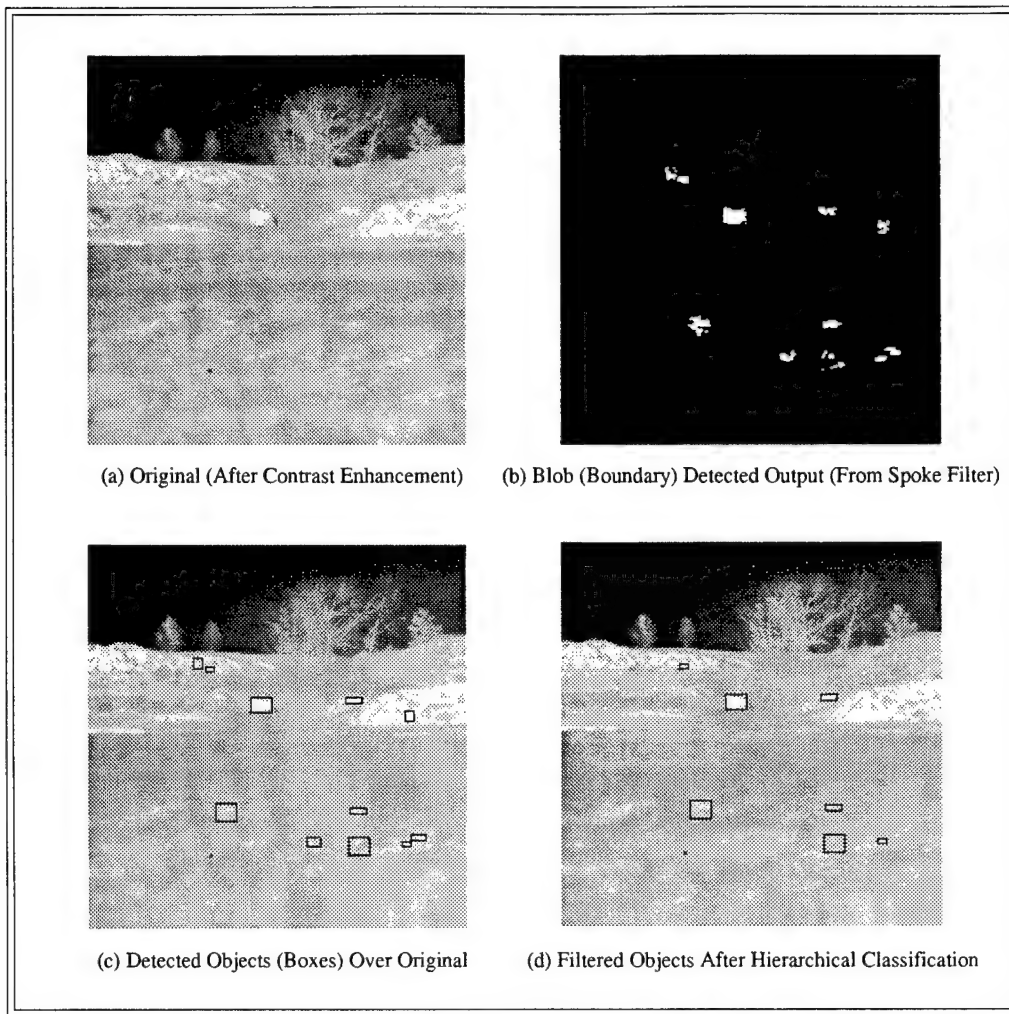 (a) Original (After Contrast Enhancement)
(b) Blob (Boundary) Detected Output (From Spoke Filter)
(c) Detected Objects (Boxes) Over Original
(d) Filtered Objects After Hierarchical Classification